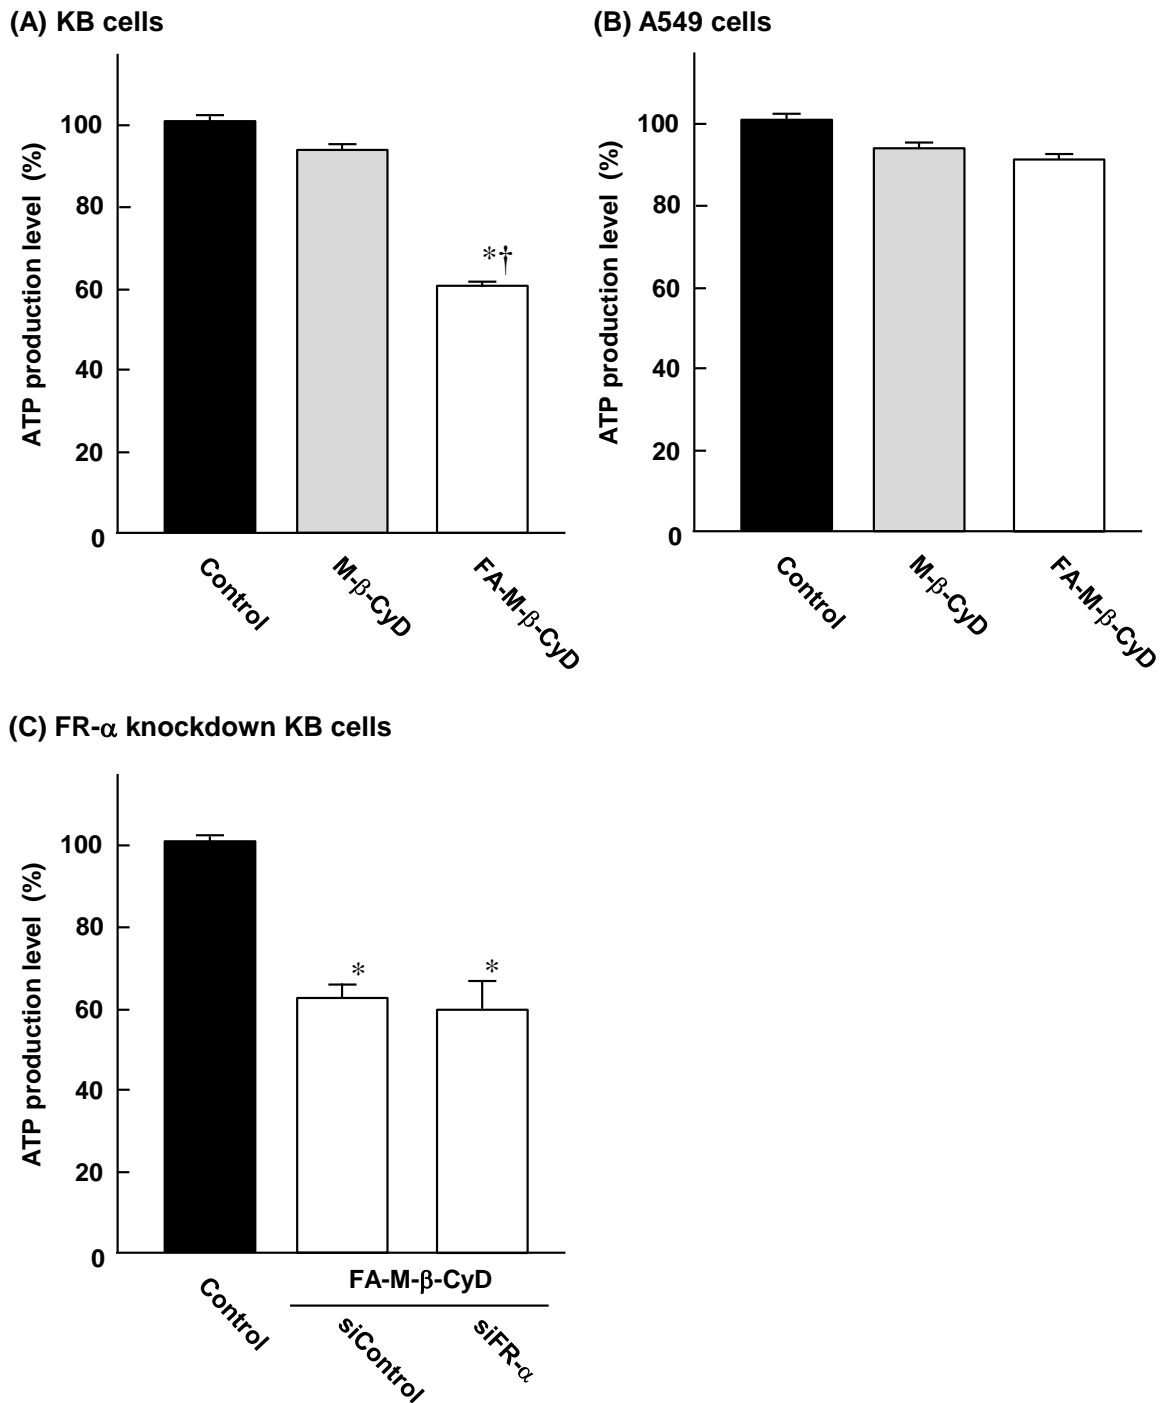 (A) KB cells
ATP production level (%)
100
80
60
40
20
0
*†
Control
M-β-CyD
FA-M-β-CyD
(B) A549 cells
ATP production level (%)
100
80
60
40
20
0
Control
M-β-CyD
FA-M-β-CyD
(C) FR-α knockdown KB cells
ATP production level (%)
100
80
60
40
20
0
*
*
Control
FA-M-β-CyD
siControl
siFR-α